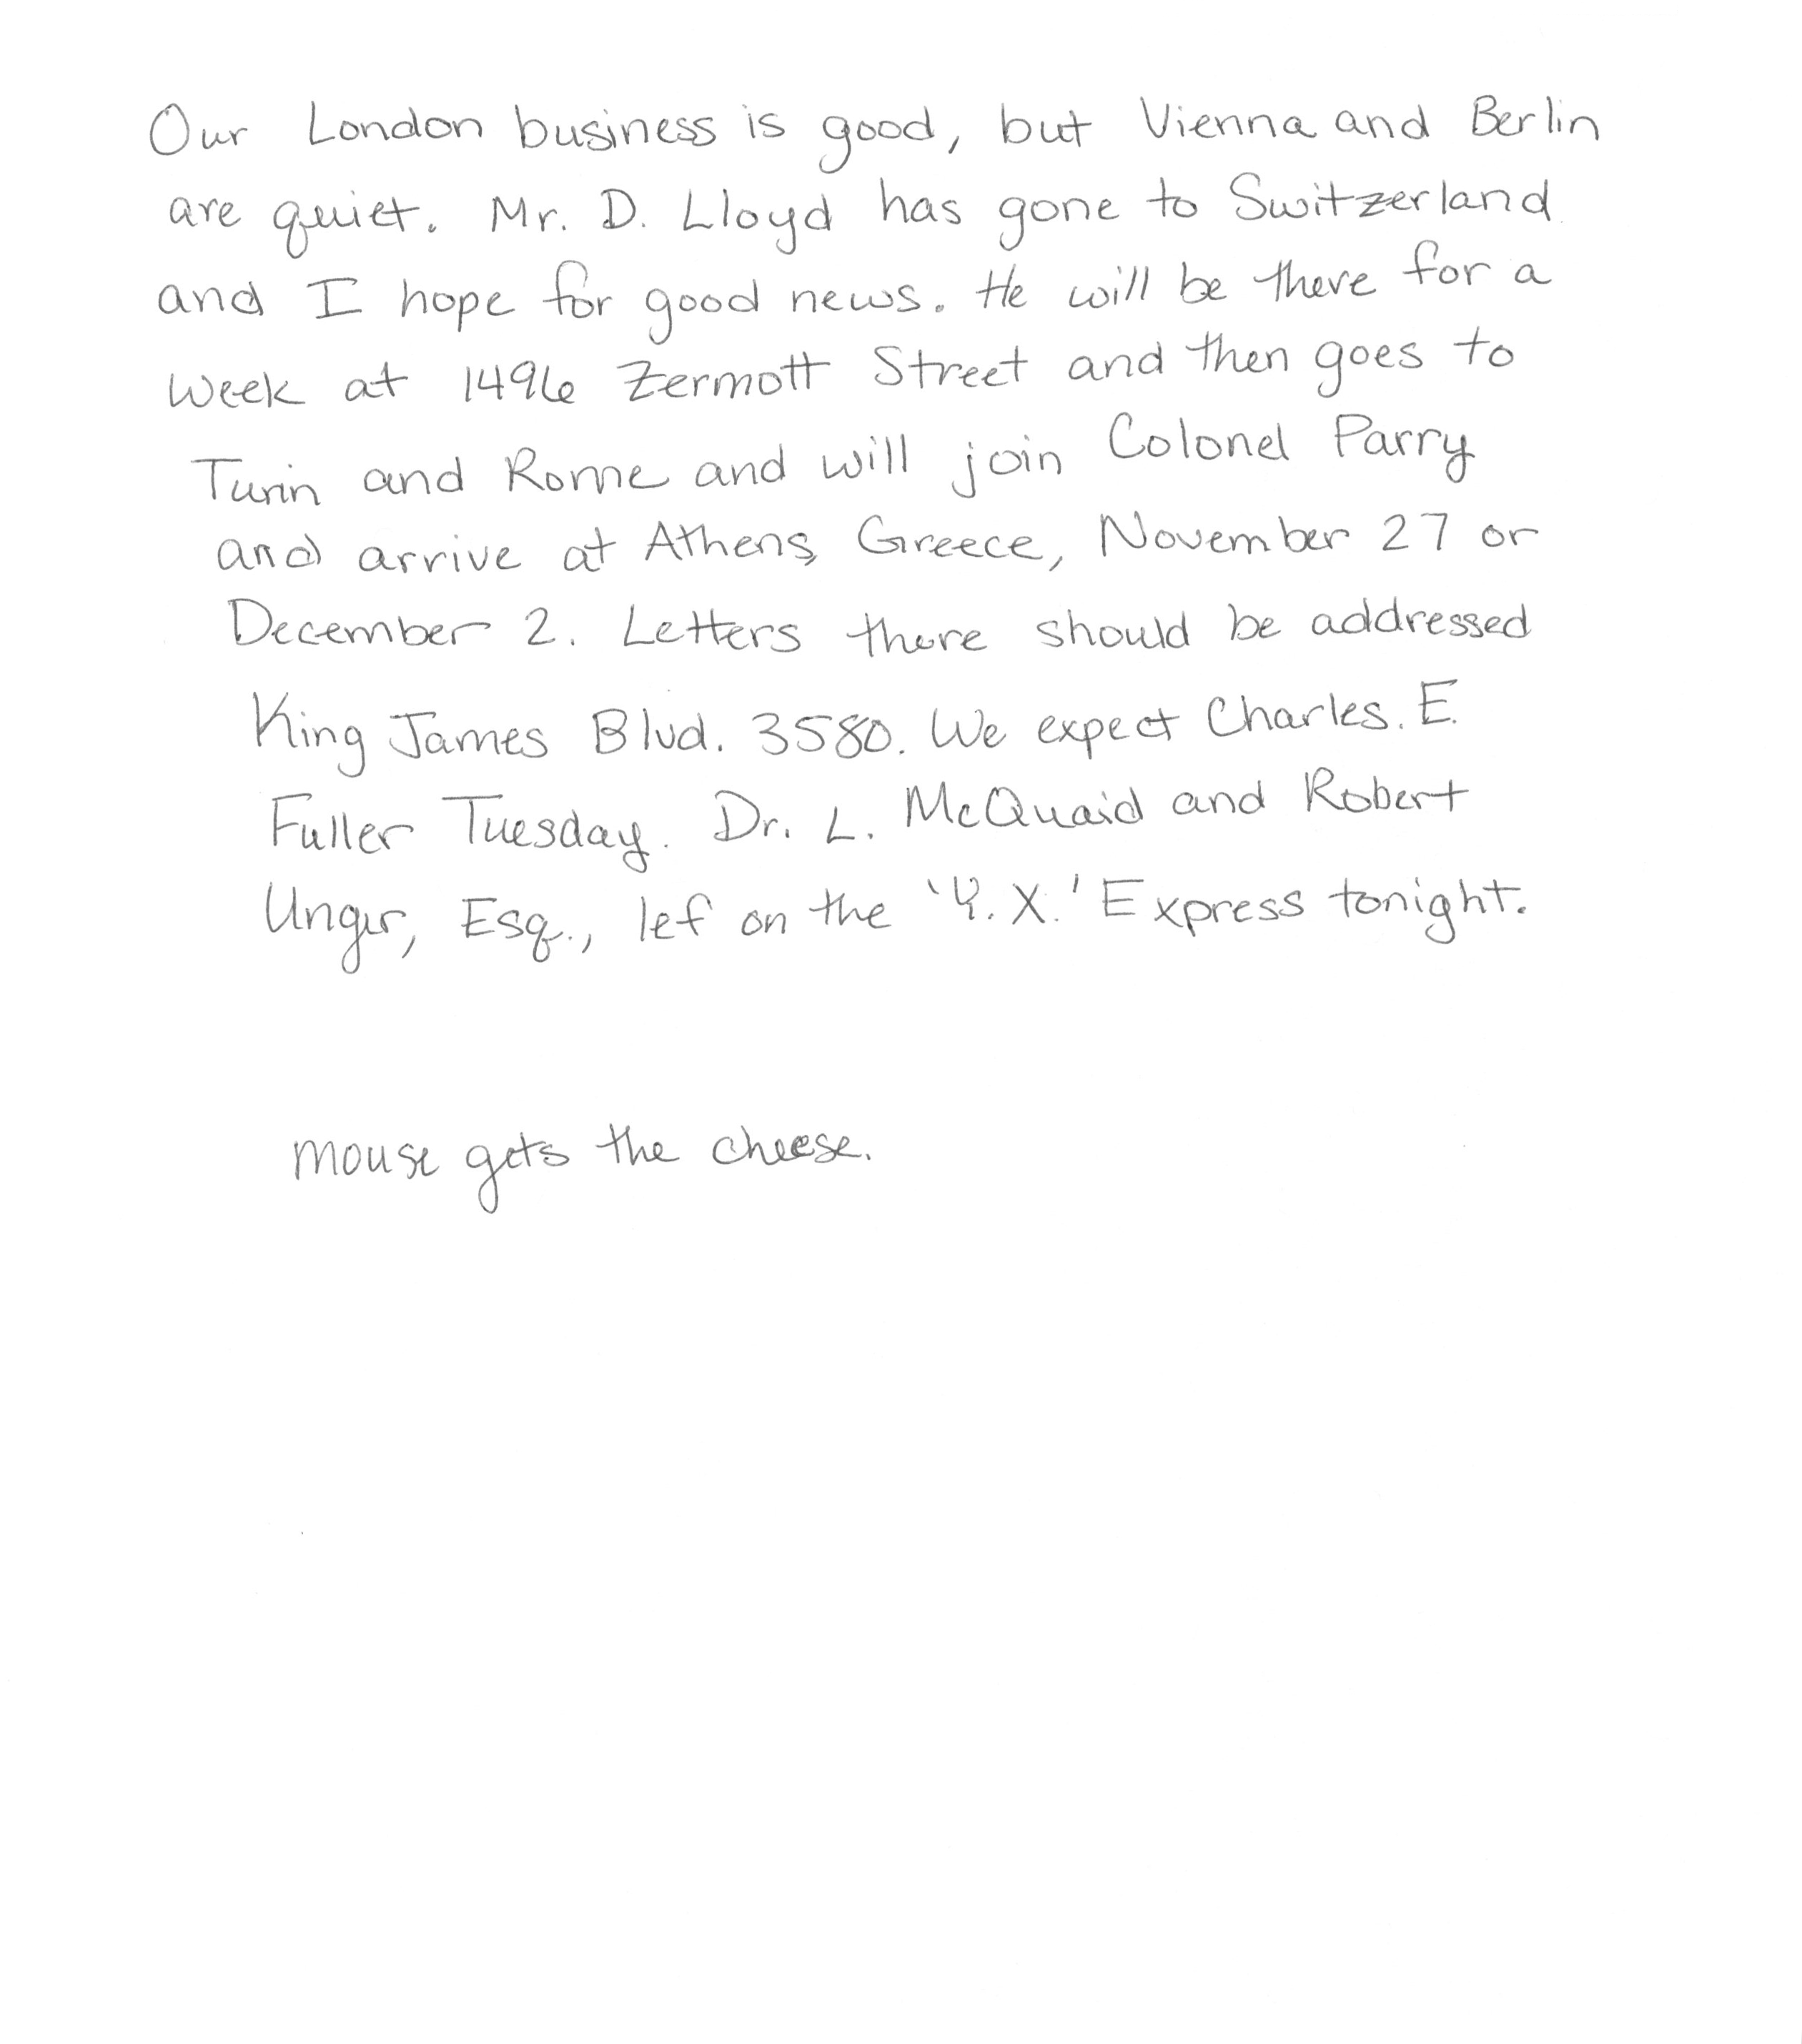 Our London business is good, but Vienna and Berlin
are quiet. Mr. D. Lloyd has gone to Switzerland
and I hope for good news. He will be there for a
week at 1496 Zermott Street and then goes to
Turin and Rome and will join Colonel Parry
and arrive at Athens, Greece, November 27 or
December 2. Letters there should be addressed
King James Blvd. 3580. We expect Charles. E.
Fuller Tuesday. Dr. L. McQuaid and Robert
Unger, Esq., lef on the 'Y. X.' Express tonight.
mouse gets the cheese.